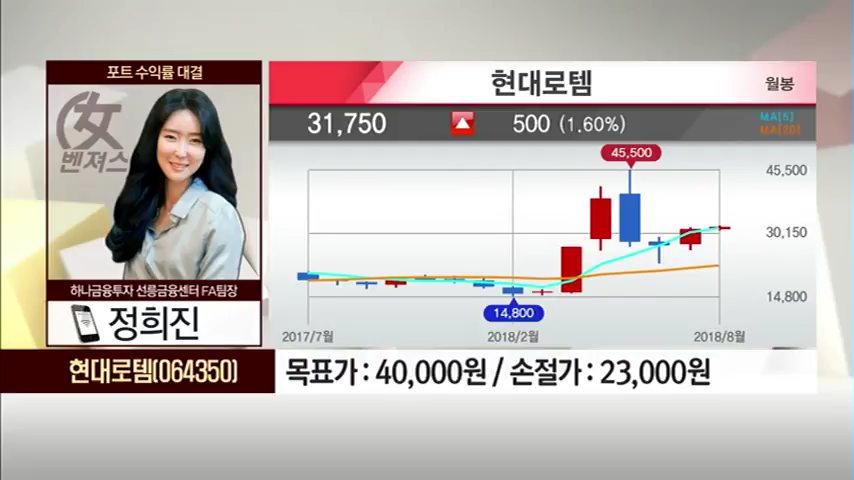 포트 수익률 대결
女
벤져스
하나금융투자 선릉금융센터 FA팀장
정희진
현대로템
월봉
31,750 500 (1.60%)
MA[5]
MA[20]
45,500
45,500
30,150
14,800
14,800
2017/7월 2018/2월 2018/8월
현대로템(064350)
목표가 : 40,000원 / 손절가 : 23,000원